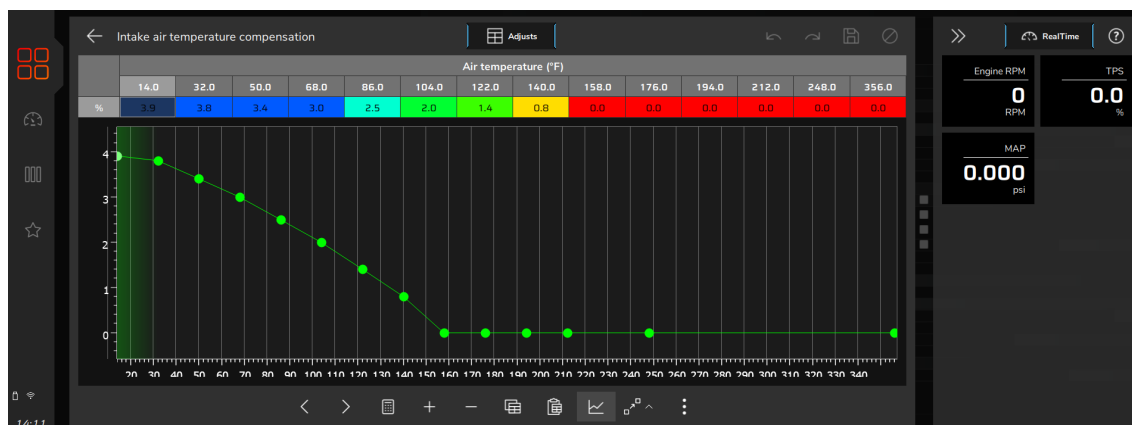 Intake air temperature compensation
Adjusts
RealTime
Air temperature (°F)
14.0 32.0 50.0 68.0 86.0 104.0 122.0 140.0 158.0 176.0 194.0 212.0 248.0 356.0
% 3.9 3.8 3.4 3.0 2.5 2.0 1.4 0.8 0.0 0.0 0.0 0.0 0.0 0.0
4
3
2
1
0
20 30 40 50 60 70 80 90 100 110 120 130 140 150 160 170 180 190 200 210 220 230 240 250 260 270 280 290 300 310 320 330 340
Engine RPM
0
RPM
TPS
0.0
%
MAP
0.000
psi
14:11